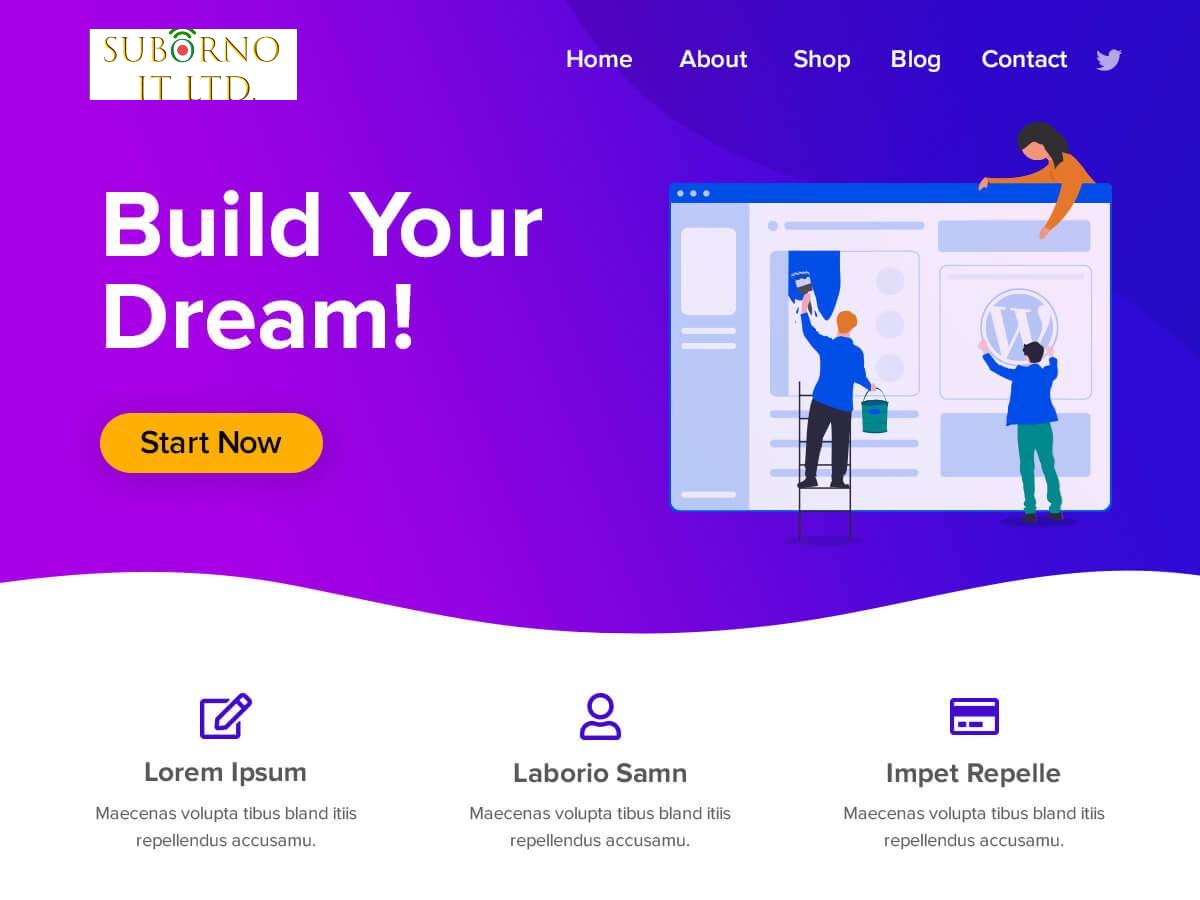 SUBORNO
IT LTD.
Home About Shop Blog Contact
Build Your
Dream!
Start Now
Lorem Ipsum
Maecenas volupta tibus bland itiis
repellendus accusamu.
Laborio Samn
Maecenas volupta tibus bland itiis
repellendus accusamu.
Impet Repelle
Maecenas volupta tibus bland itiis
repellendus accusamu.